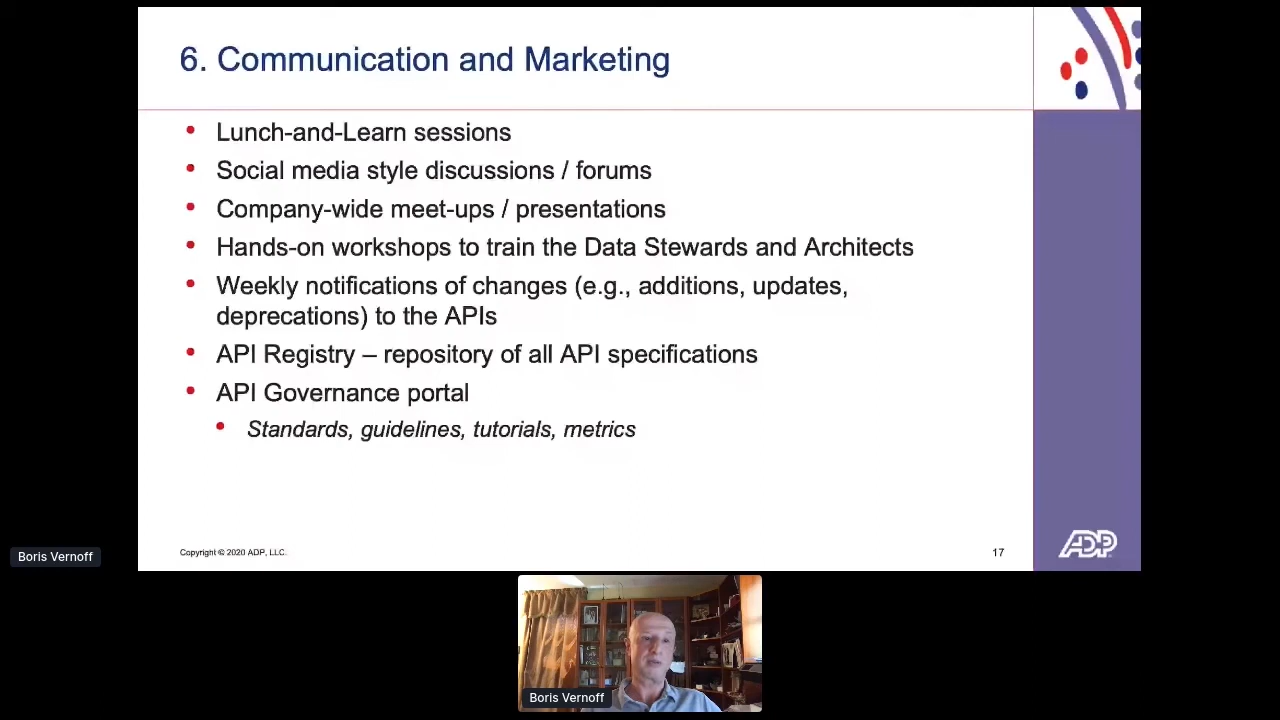 6. Communication and Marketing
• Lunch-and-Learn sessions
• Social media style discussions / forums
• Company-wide meet-ups / presentations
• Hands-on workshops to train the Data Stewards and Architects
• Weekly notifications of changes (e.g., additions, updates,
deprecations) to the APIs
• API Registry – repository of all API specifications
• API Governance portal
• Standards, guidelines, tutorials, metrics
Copyright © 2020 ADP, LLC.
17
ADP
Boris Vernoff
Boris Vernoff